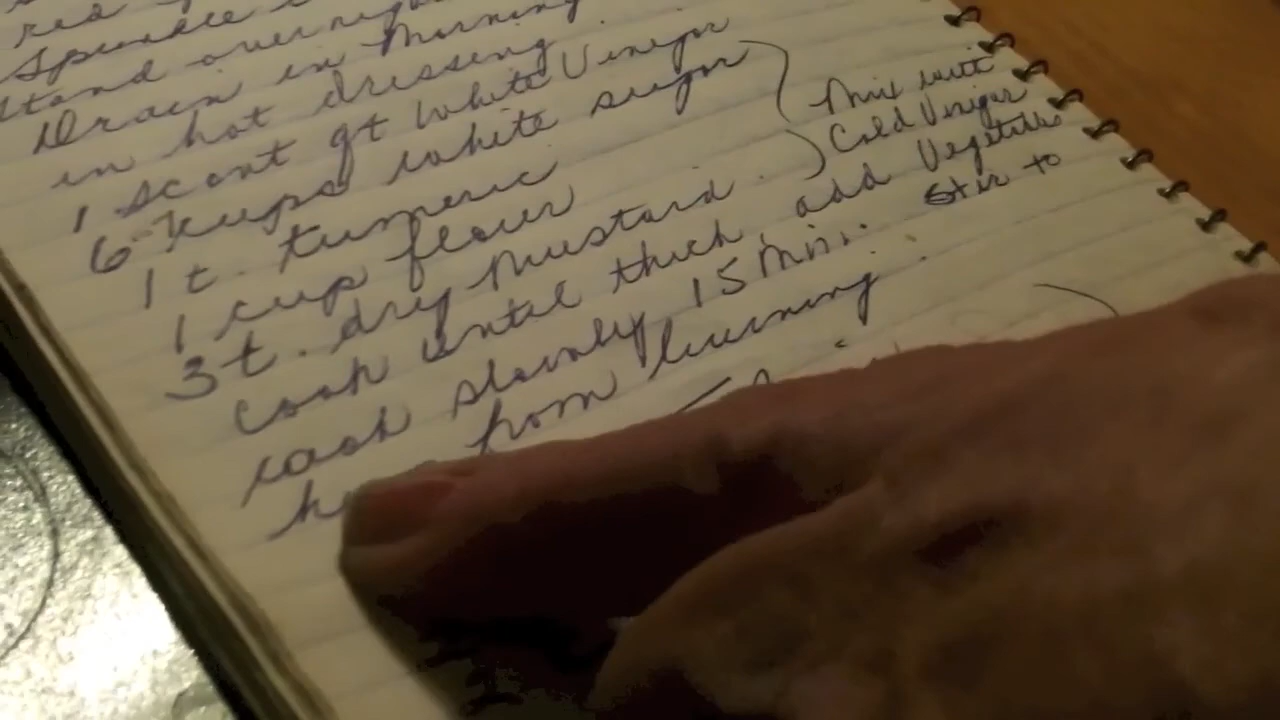 red
Sprinkle
stand overnight
Drain in Morning
in hot dressing
1 scant qt White Vinegar
6 cups white sugar
1 t. tumeric
1 cup flour
3 t. dry Mustard.
Mix with
Cold Vinegar
Cook until thick, add Vegetables
cook slowly 15 Min. Stir to
from burning